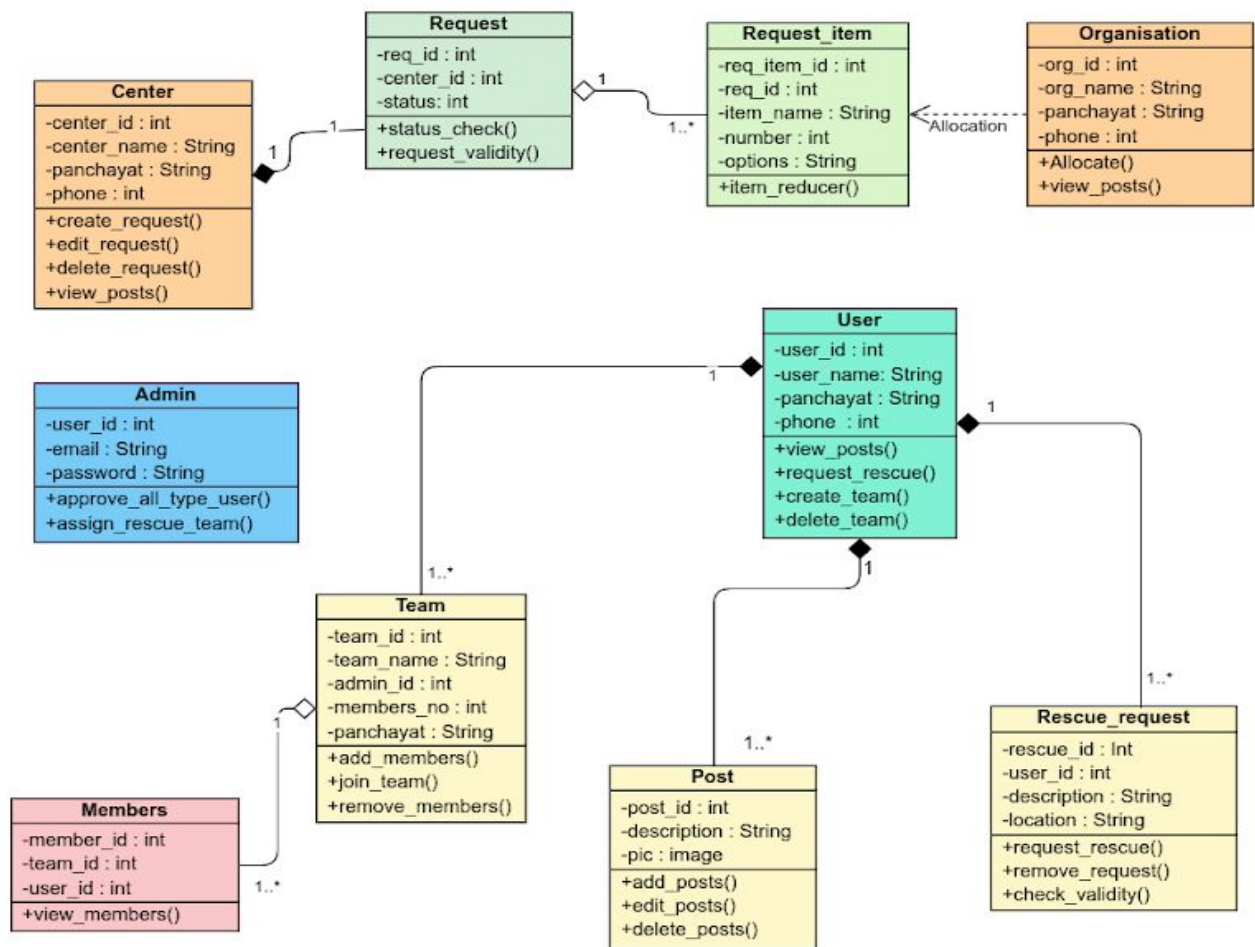 Request
-req_id : int
-center_id : int
-status: int
+status_check()
+request_validity()
Request_item
-req_item_id : int
-req_id : int
-item_name : String
-number : int
-options : String
+item_reducer()
Organisation
-org_id : int
-org_name : String
-panchayat : String
-phone : int
+Allocate()
+view_posts()
Center
-center_id : int
-center_name : String
-panchayat : String
-phone : int
+create_request()
+edit_request()
+delete_request()
+view_posts()
1
1
1
1..*
Allocation
User
-user_id : int
-user_name: String
-panchayat : String
-phone : int
+view_posts()
+request_rescue()
+create_team()
+delete_team()
1
1
1
Admin
-user_id : int
-email : String
-password : String
+approve_all_type_user()
+assign_rescue_team()
1..*
Team
-team_id : int
-team_name : String
-admin_id : int
-members_no : int
-panchayat : String
+add_members()
+join_team()
+remove_members()
1
1..*
Members
-member_id : int
-team_id : int
-user_id : int
+view_members()
1..*
Post
-post_id : int
-description : String
-pic : image
+add_posts()
+edit_posts()
+delete_posts()
1..*
Rescue_request
-rescue_id : Int
-user_id : int
-description : String
-location : String
+request_rescue()
+remove_request()
+check_validity()